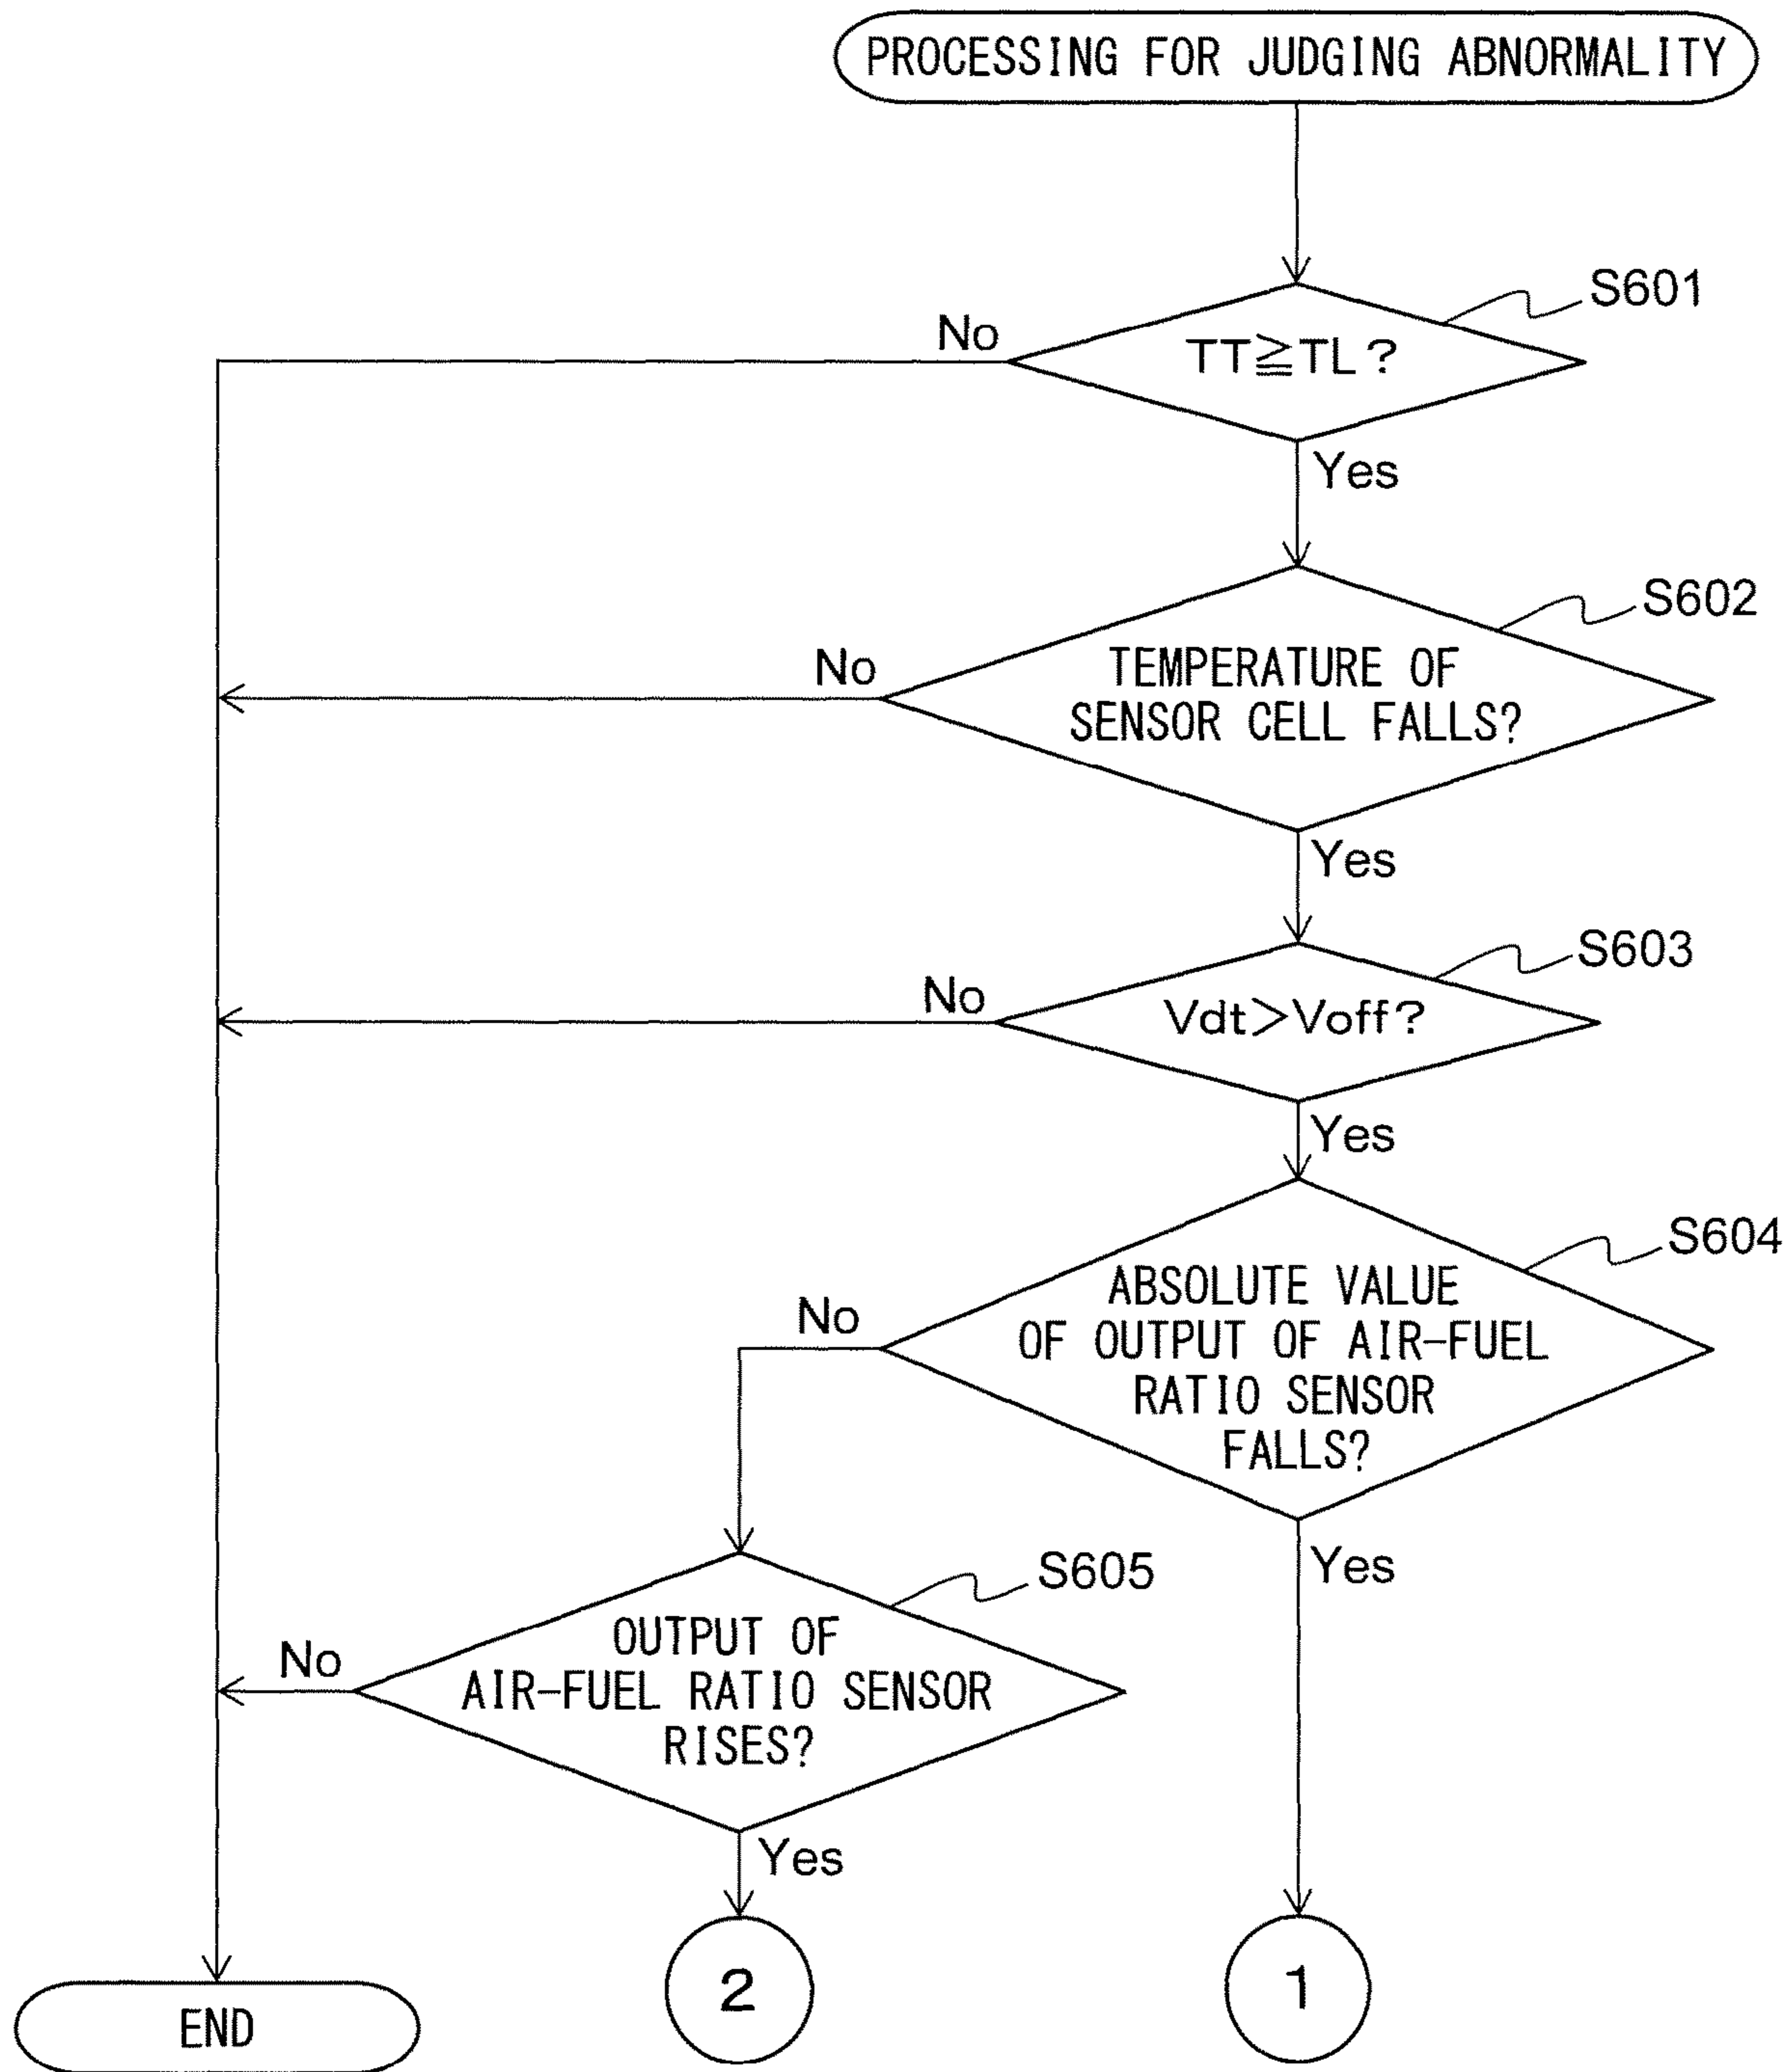 PROCESSING FOR JUDGING ABNORMALITY
S601
No
TT≧TL?
Yes
S602
No
TEMPERATURE OF
SENSOR CELL FALLS?
Yes
S603
No
Vdt>Voff?
Yes
S604
No
ABSOLUTE VALUE
OF OUTPUT OF AIR-FUEL
RATIO SENSOR
FALLS?
Yes
S605
No
OUTPUT OF
AIR-FUEL RATIO SENSOR
RISES?
Yes
2
1
END